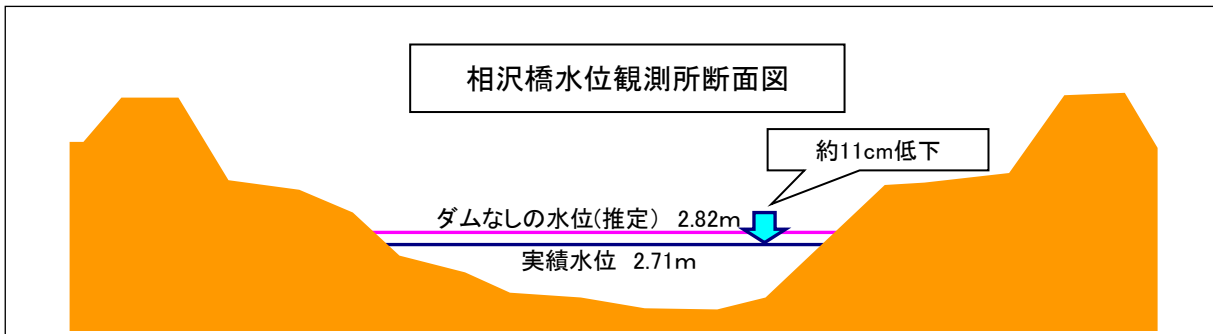 相沢橋水位観測所断面図
約11cm低下
ダムなしの水位(推定) 2.82m
実績水位 2.71m